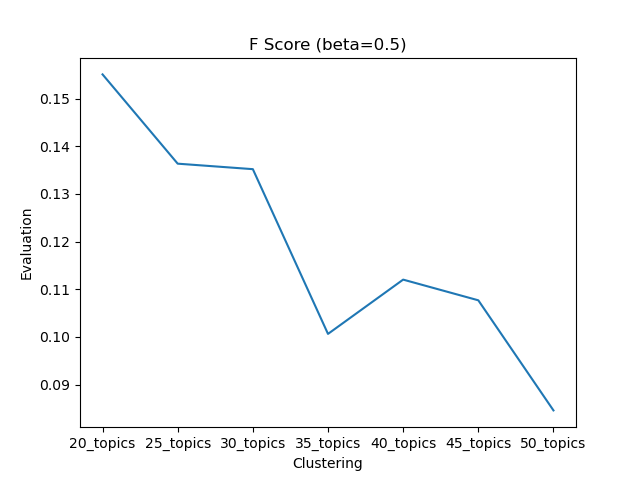 F Score (beta=0.5)
Evaluation
0.15
0.14
0.13
0.12
0.11
0.10
0.09
20_topics 25_topics 30_topics 35_topics 40_topics 45_topics 50_topics
Clustering